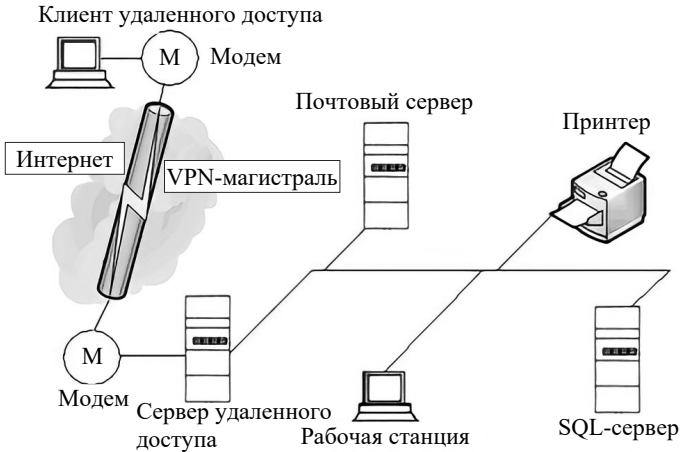 Клиент удаленного доступа
М
Модем
Почтовый сервер
Принтер
Интернет
VPN-магистраль
М
Модем
Сервер удаленного
доступа
Рабочая станция
SQL-сервер